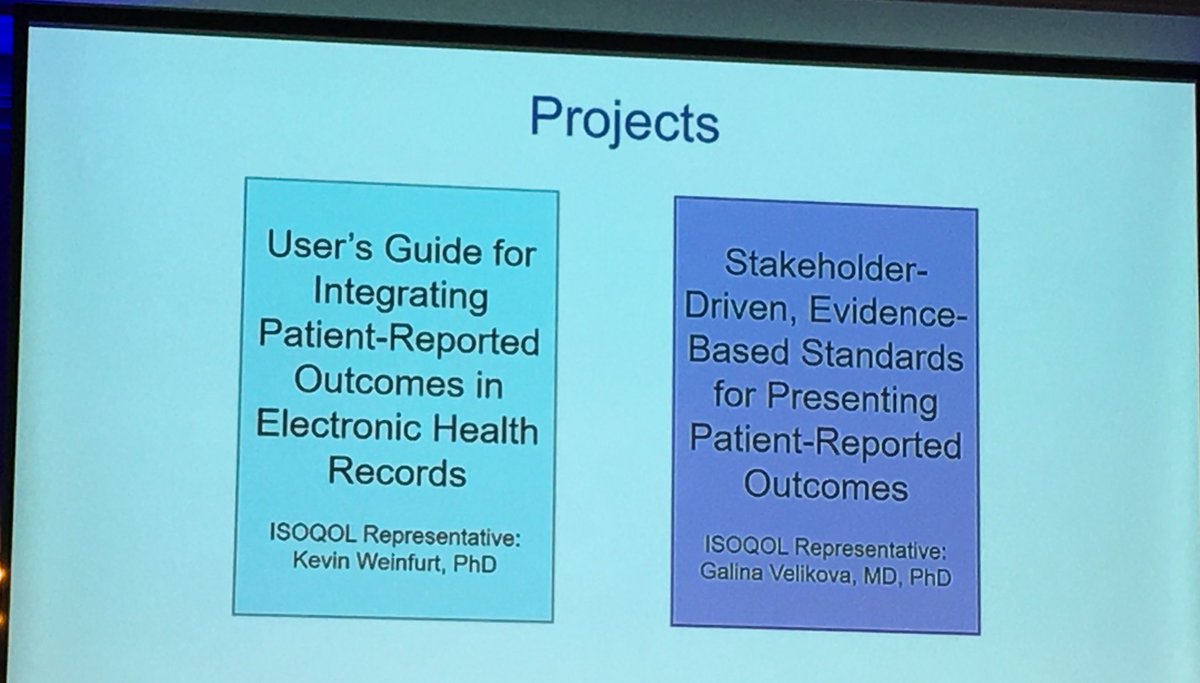 Projects
User's Guide for
Integrating
Patient-Reported
Outcomes in
Electronic Health
Records
ISOQOL Representative:
Kevin Weinfurt, PhD
Stakeholder-
Driven, Evidence-
Based Standards
for Presenting
Patient-Reported
Outcomes
ISOQOL Representative:
Galina Velikova, MD, PhD